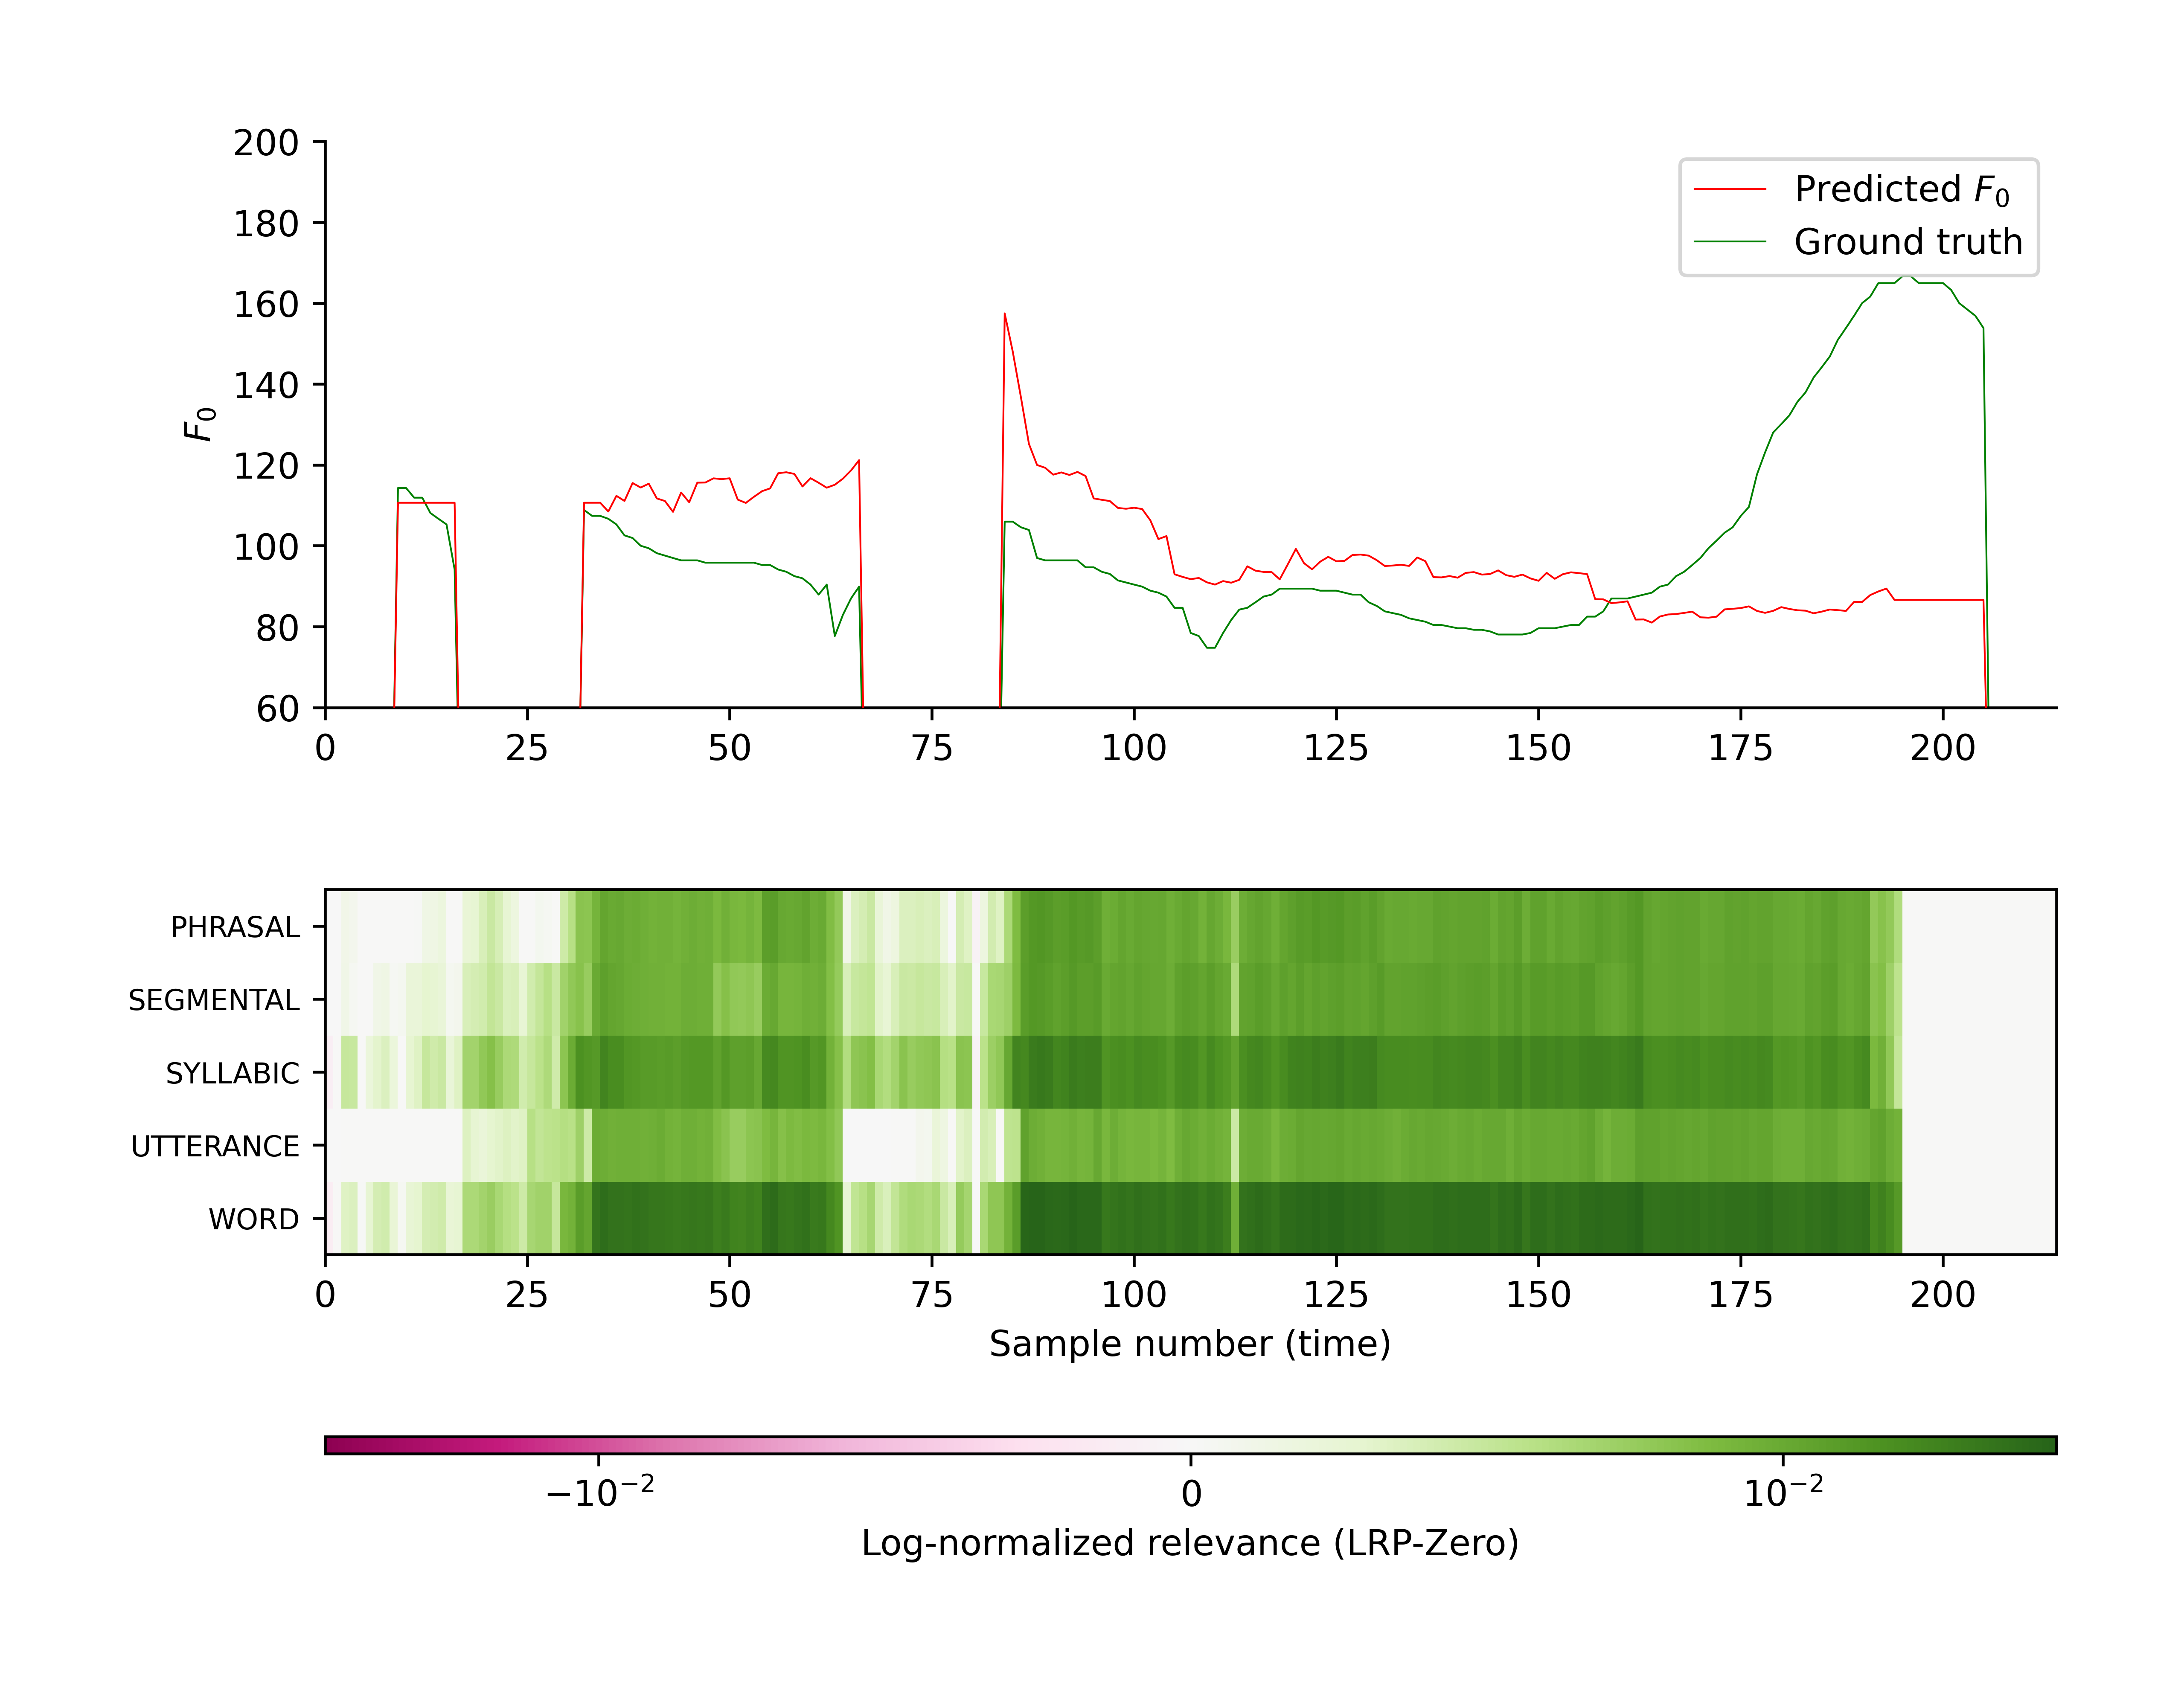 200
180
160
140
120
100
80
60
F₀
Predicted F₀
Ground truth
0 25 50 75 100 125 150 175 200
PHRASAL
SEGMENTAL
SYLLABIC
UTTERANCE
WORD
0 25 50 75 100 125 150 175 200
Sample number (time)
−10⁻² 0 10⁻²
Log-normalized relevance (LRP-Zero)